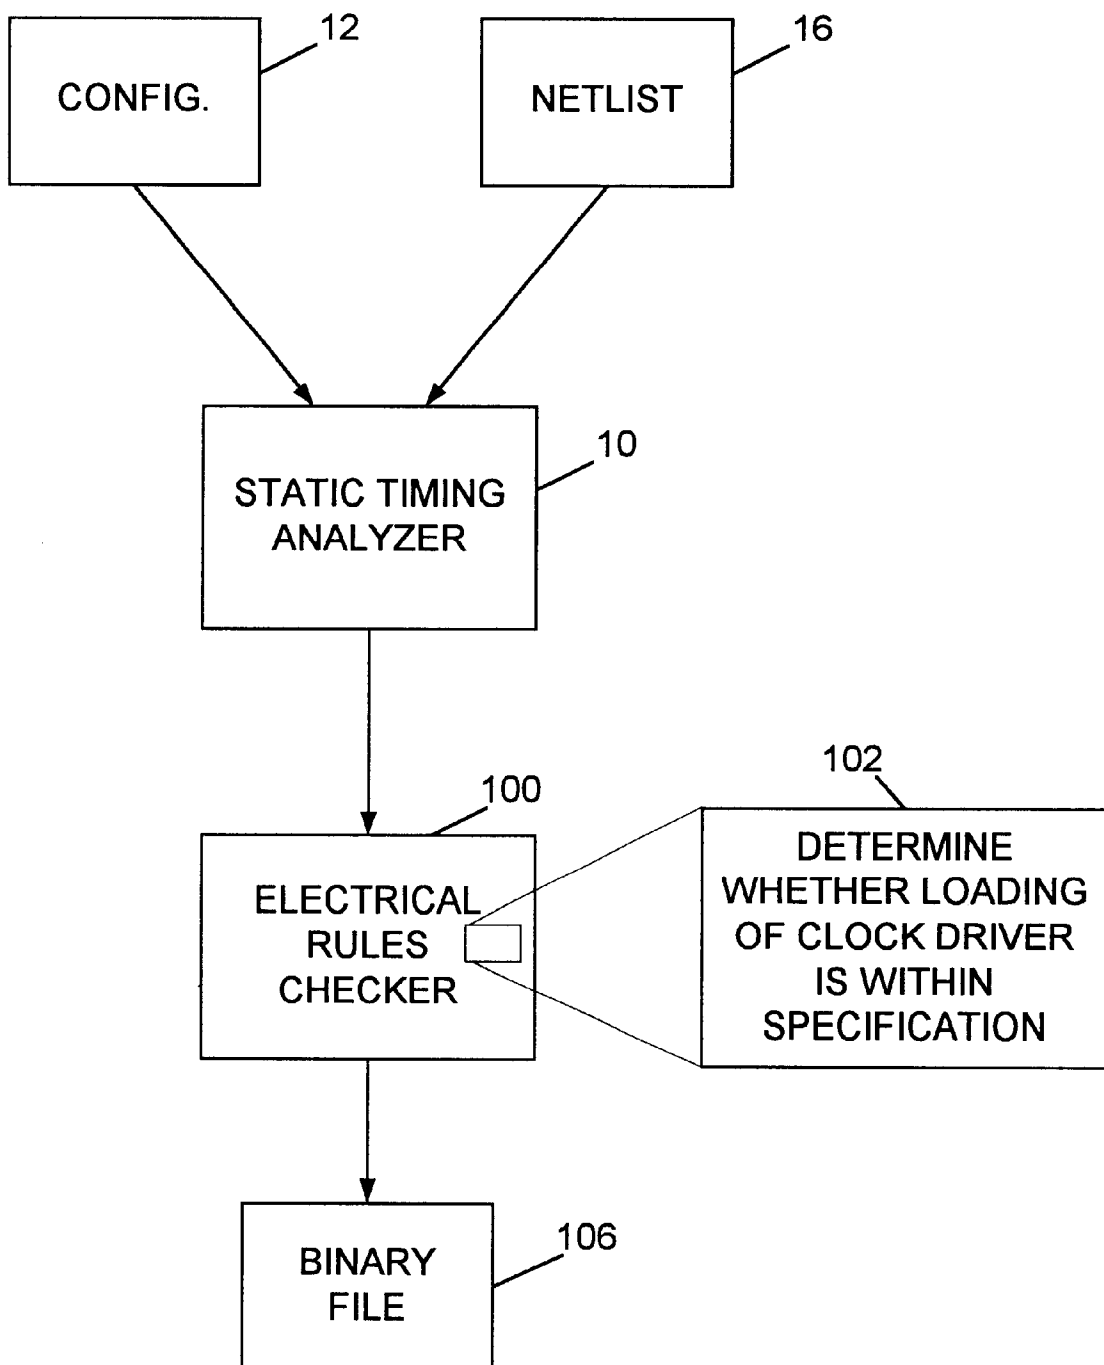 12
16
CONFIG.
NETLIST
10
STATIC TIMING
ANALYZER
100
102
ELECTRICAL
RULES
CHECKER
DETERMINE
WHETHER LOADING
OF CLOCK DRIVER
IS WITHIN
SPECIFICATION
106
BINARY
FILE